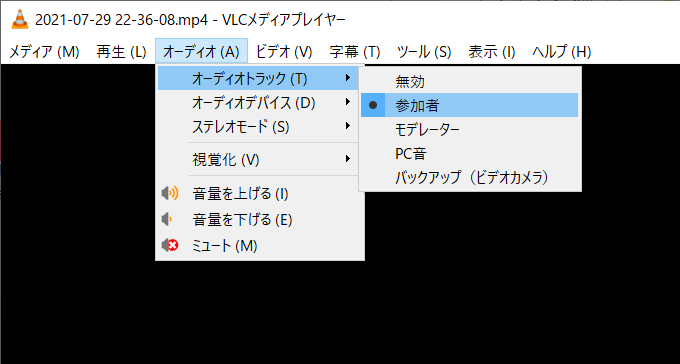 2021-07-29 22-36-08.mp4 - VLCメディアプレイヤー
メディア (M) 再生 (L) オーディオ (A) ビデオ (V) 字幕 (T) ツール (S) 表示 (I) ヘルプ (H)
オーディオトラック (T)
オーディオデバイス (D)
ステレオモード (S)
視覚化 (V)
音量を上げる (I)
音量を下げる (E)
ミュート (M)
無効
参加者
モデレーター
PC音
バックアップ（ビデオカメラ）